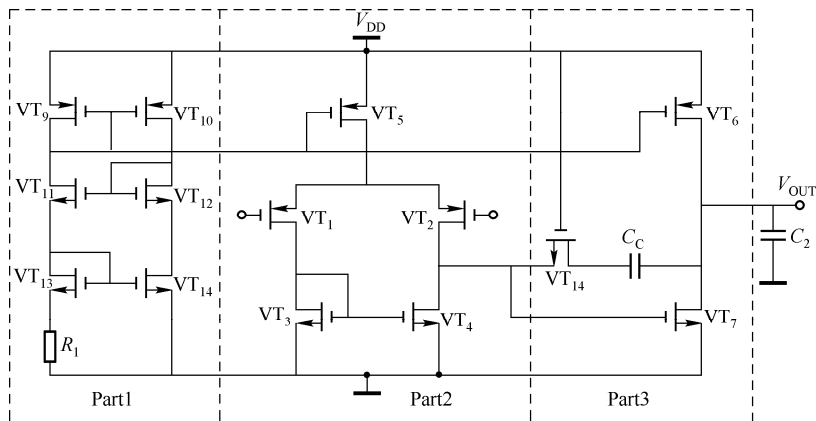 V_DD
VT_9
VT_10
VT_5
VT_6
VT_11
VT_12
VT_1
VT_2
V_OUT
C_C
C_2
VT_13
VT_14
VT_14
VT_3
VT_4
VT_7
R_1
Part1
Part2
Part3